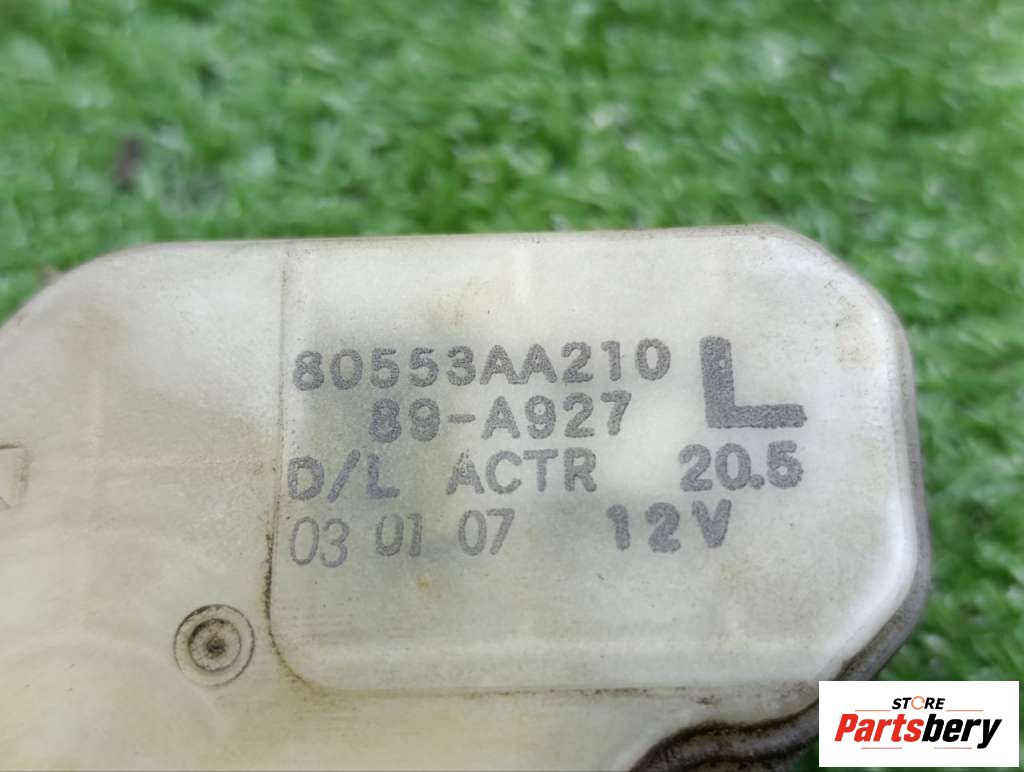 80553AA210 L
89-A927
D/L ACTR 20.5
03 01 07 12V
STORE
Partsbery